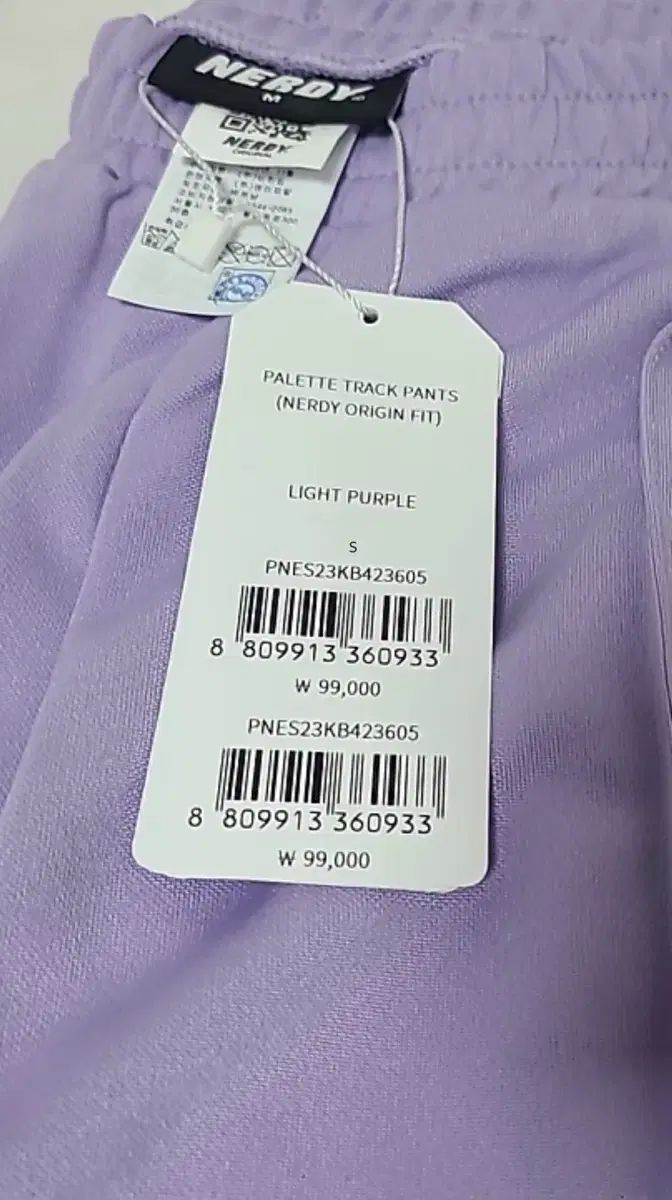 NERDY
M
NERDY
ORIGINAL
PALETTE TRACK PANTS
(NERDY ORIGIN FIT)
LIGHT PURPLE
S
PNES23KB423605
8 809913 360933
₩ 99,000
PNES23KB423605
8 809913 360933
₩ 99,000